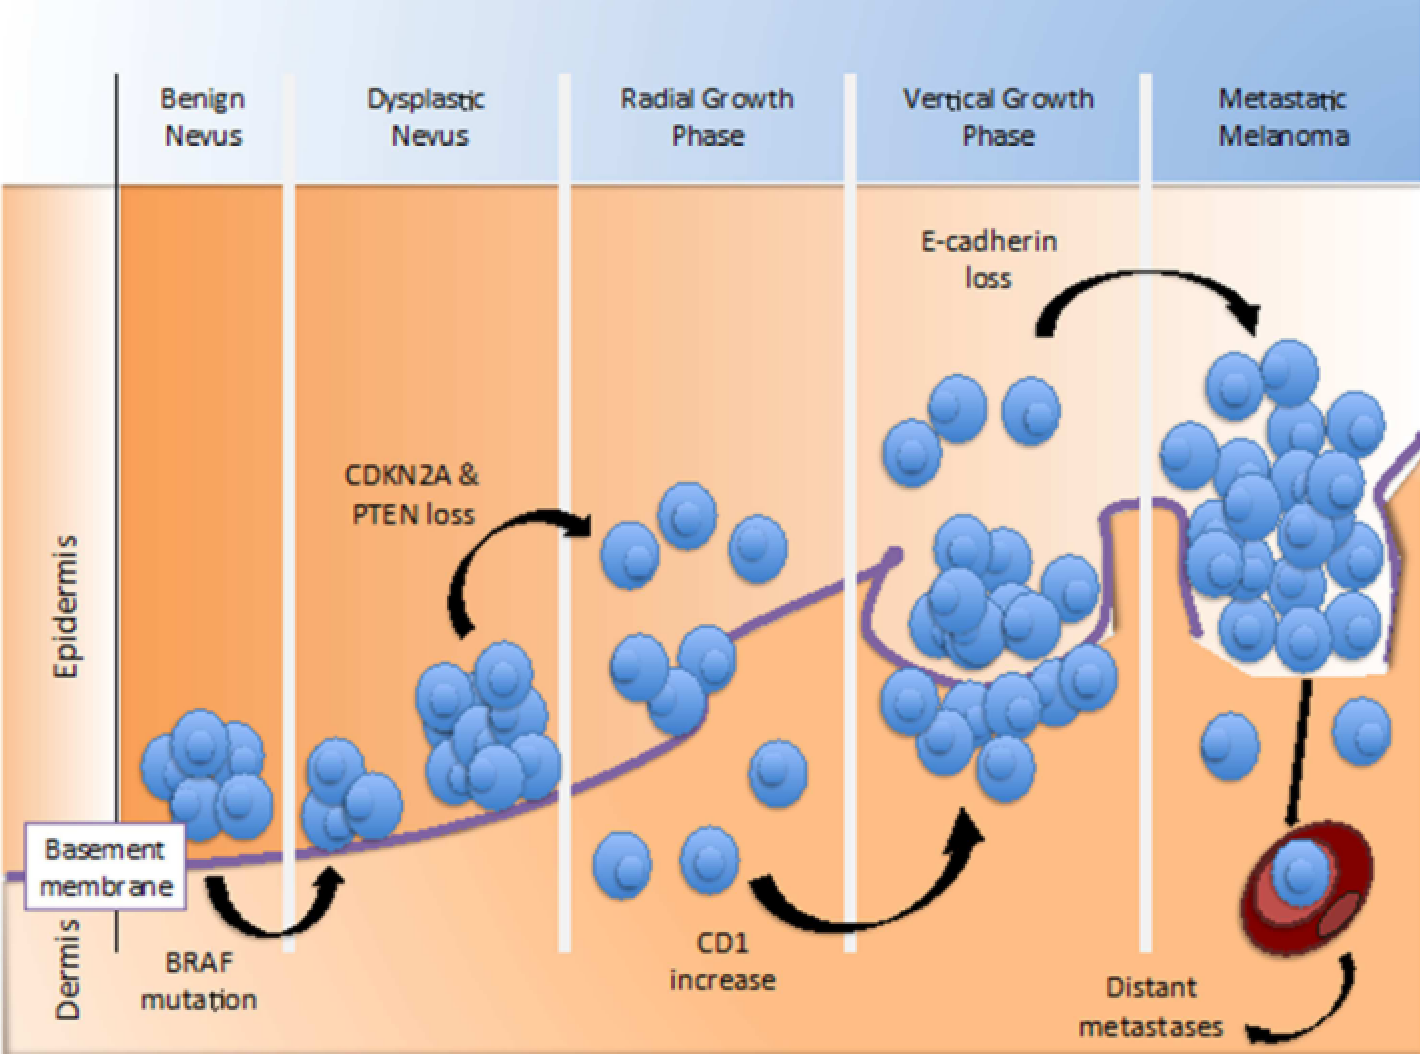 Benign
Nevus
Dysplastic
Nevus
Radial Growth
Phase
Vertical Growth
Phase
Metastatic
Melanoma
E-cadherin
loss
CDKN2A &
PTEN loss
Epidermis
Basement
membrane
Dermis
BRAF
mutation
CD1
increase
Distant
metastases